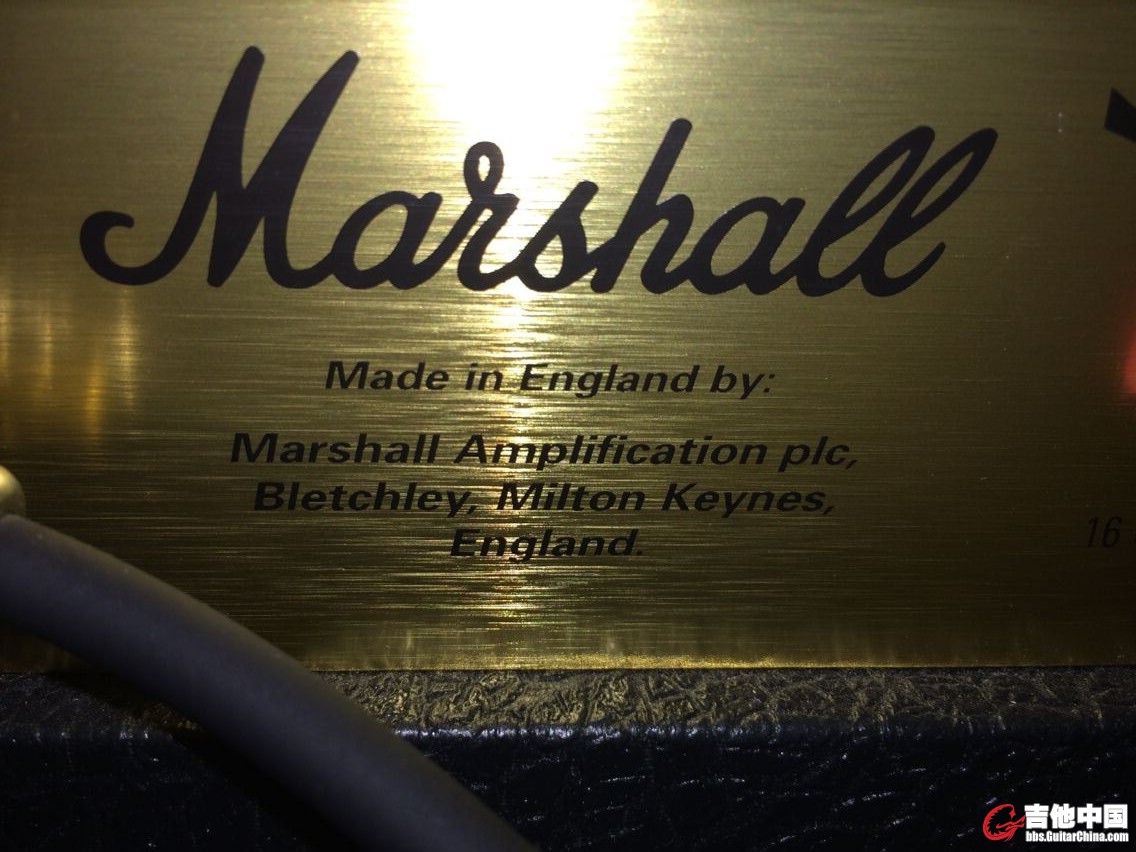 Marshall
Made in England by:
Marshall Amplification plc,
Bletchley, Milton Keynes,
England.
16
吉他中国
bbs.GuitarChina.com